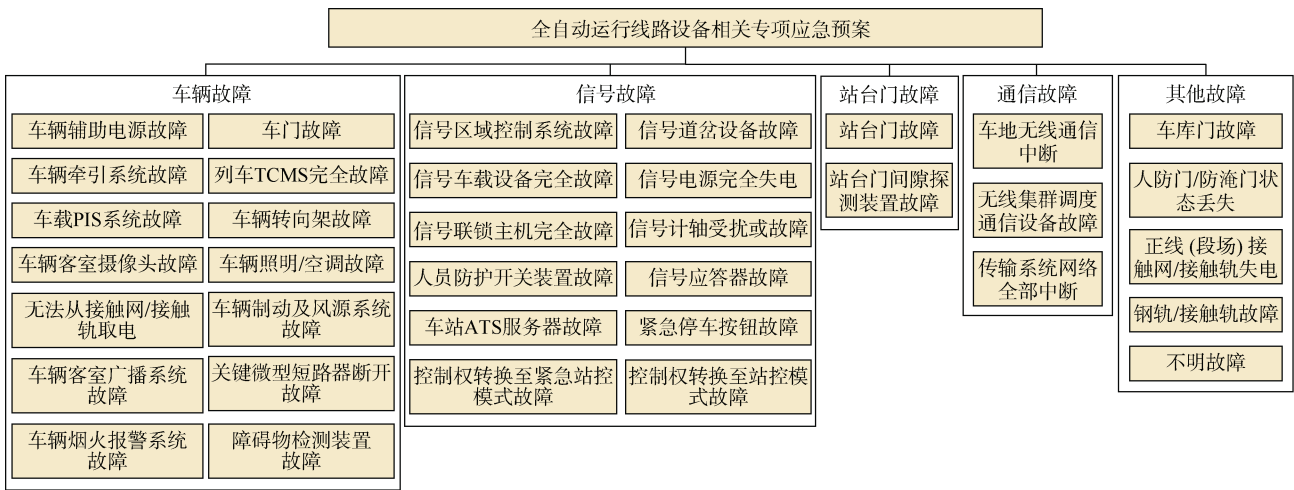 全自动运行线路设备相关专项应急预案
车辆故障
车辆辅助电源故障
车门故障
车辆牵引系统故障
列车TCMS完全故障
车载PIS系统故障
车辆转向架故障
车辆客室摄像头故障
车辆照明/空调故障
无法从接触网/接触
轨取电
车辆制动及风源系统
故障
车辆客室广播系统
故障
关键微型短路器断开
故障
车辆烟火报警系统
故障
障碍物检测装置
故障
信号故障
信号区域控制系统故障
信号道岔设备故障
信号车载设备完全故障
信号电源完全失电
信号联锁主机完全故障
信号计轴受扰或故障
人员防护开关装置故障
信号应答器故障
车站ATS服务器故障
紧急停车按钮故障
控制权转换至紧急站控
模式故障
控制权转换至站控模
式故障
站台门故障
站台门故障
站台门间隙探
测装置故障
通信故障
车地无线通信
中断
无线集群调度
通信设备故障
传输系统网络
全部中断
其他故障
车库门故障
人防门/防淹门状
态丢失
正线 (段场) 接
触网/接触轨失电
钢轨/接触轨故障
不明故障